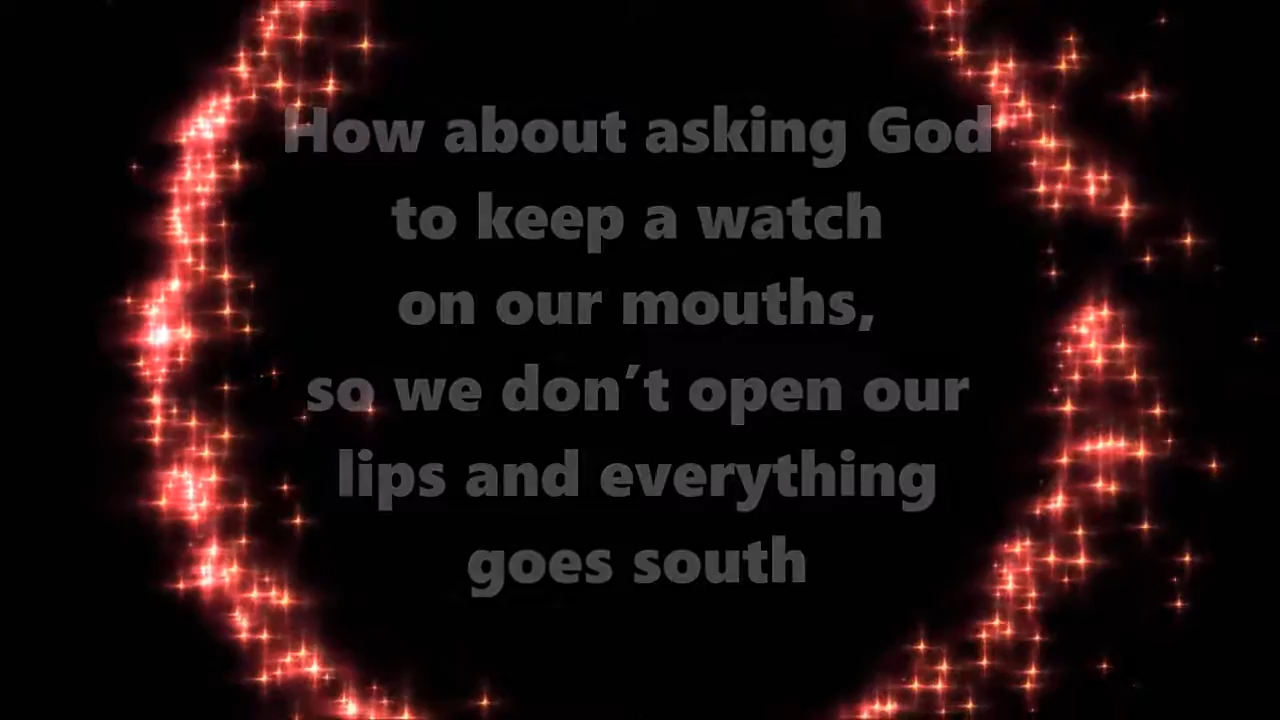 How about asking God
to keep a watch
on our mouths,
so we don't open our
lips and everything
goes south